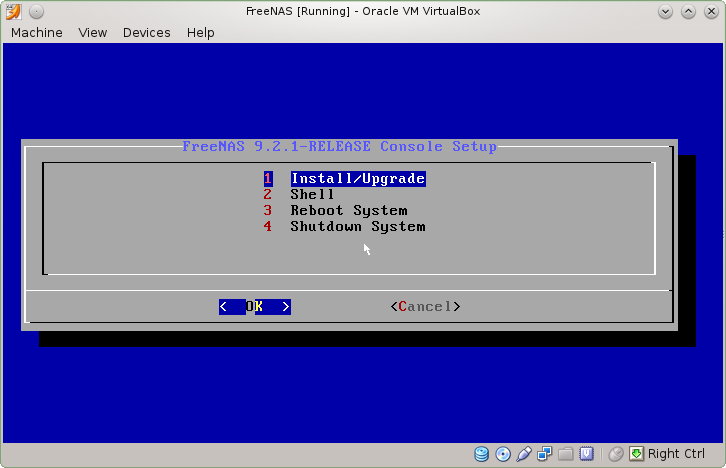 FreeNAS [Running] - Oracle VM VirtualBox
Machine View Devices Help
FreeNAS 9.2.1-RELEASE Console Setup
1 Install/Upgrade
2 Shell
3 Reboot System
4 Shutdown System
< OK > <Cancel>
Right Ctrl